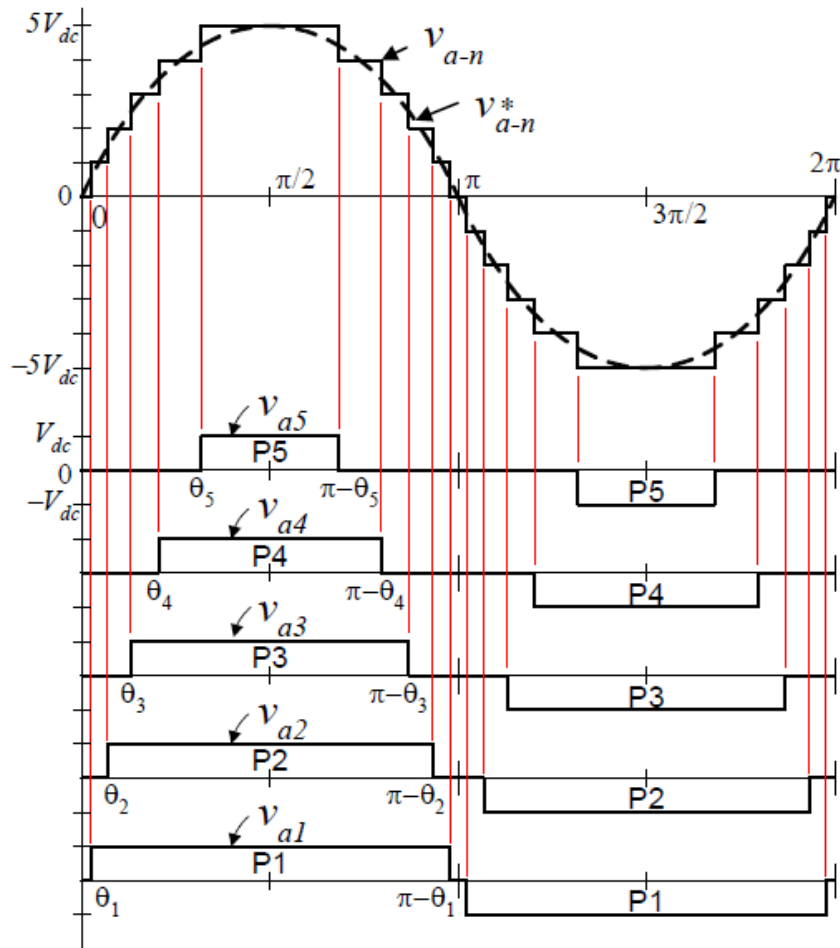 5V_dc
v_a-n
v*_a-n
0
0
π/2
π
3π/2
2π
−5V_dc
v_a5
V_dc
P5
0
θ_5
π−θ_5
P5
−V_dc
v_a4
P4
θ_4
π−θ_4
P4
v_a3
P3
θ_3
π−θ_3
P3
v_a2
P2
θ_2
π−θ_2
P2
v_a1
P1
θ_1
π−θ_1
P1